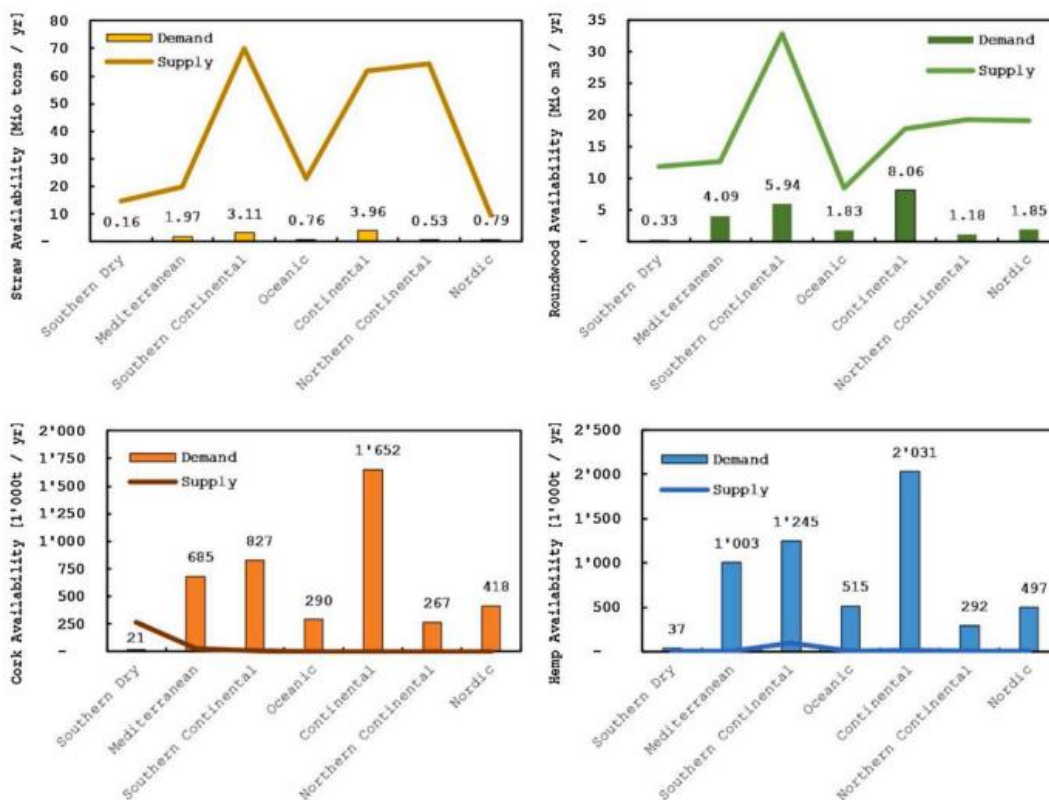 Straw Availability [Mio tons / yr]
80
70
60
50
40
30
20
10
–
Demand
Supply
0.16
1.97
3.11
0.76
3.96
0.53
0.79
Southern Dry
Mediterranean
Southern Continental
Oceanic
Continental
Northern Continental
Nordic
Roundwood Availability [Mio m3 / yr]
35
30
25
20
15
10
5
–
Demand
Supply
0.33
4.09
5.94
1.83
8.06
1.18
1.85
Southern Dry
Mediterranean
Southern Continental
Oceanic
Continental
Northern Continental
Nordic
Cork Availability [1'000t / yr]
2'000
1'750
1'500
1'250
1'000
750
500
250
–
Demand
Supply
21
685
827
290
1'652
267
418
Southern Dry
Mediterranean
Southern Continental
Oceanic
Continental
Northern Continental
Nordic
Hemp Availability [1'000t / yr]
2'500
2'000
1'500
1'000
500
–
Demand
Supply
37
1'003
1'245
515
2'031
292
497
Southern Dry
Mediterranean
Southern Continental
Oceanic
Continental
Northern Continental
Nordic